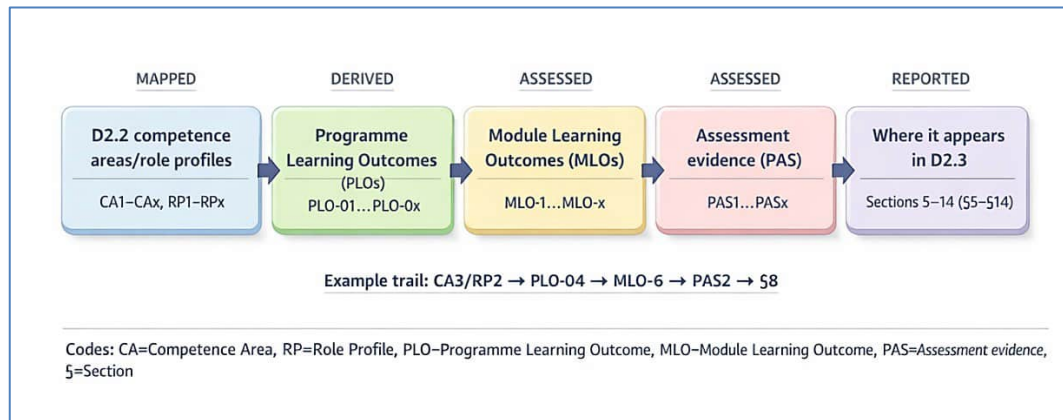 MAPPED
DERIVED
ASSESSED
ASSESSED
REPORTED
D2.2 competence
areas/role profiles
CA1–CAx, RP1–RPx
Programme
Learning Outcomes
(PLOs)
PLO-01...PLO-0x
Module Learning
Outcomes (MLOs)
MLO-1...MLO-x
Assessment
evidence (PAS)
PAS1...PASx
Where it appears
in D2.3
Sections 5–14 (§5–§14)
Example trail: CA3/RP2 → PLO-04 → MLO-6 → PAS2 → §8
Codes: CA=Competence Area, RP=Role Profile, PLO–Programme Learning Outcome, MLO–Module Learning Outcome, PAS=Assessment evidence,
§=Section